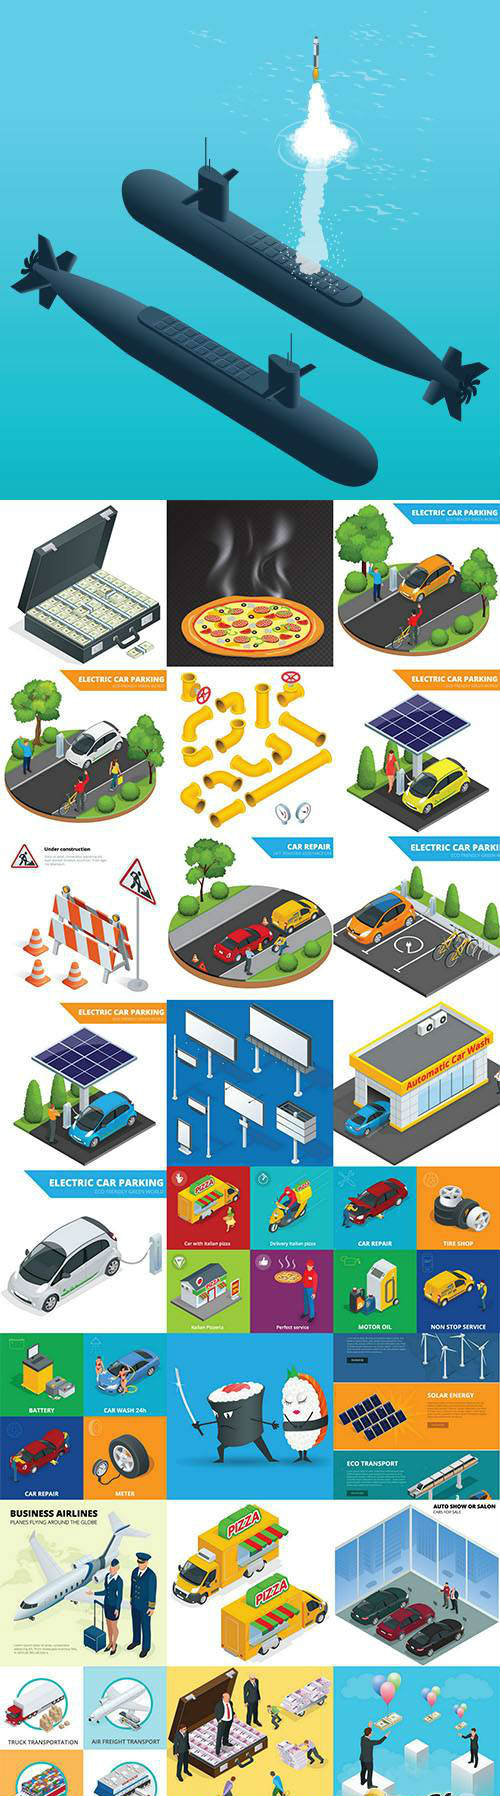 ELECTRIC CAR PARKING
ECO FRIENDLY GREEN WORLD
ELECTRIC CAR PARKING
ECO FRIENDLY GREEN WORLD
ELECTRIC CAR PARKING
ECO FRIENDLY GREEN WORLD
Under construction
CAR REPAIR
ELECTRIC CAR PARKI
ECO FRIENDLY GREEN W
ELECTRIC CAR PARKING
ECO FRIENDLY GREEN WORLD
Automatic Car Wash
ELECTRIC CAR PARKING
ECO FRIENDLY GREEN WORLD
PIZZA
Car with Italian pizza
PIZZA
Delivery Italian pizza
CAR REPAIR
TIRE SHOP
PIZZA
Italian Pizzeria
Perfect service
MOTOR OIL
NON STOP SERVICE
BATTERY
CAR WASH 24h
SOLAR ENERGY
CAR REPAIR
METER
ECO TRANSPORT
BUSINESS AIRLINES
PLANES FLYING AROUND THE GLOBE
PIZZA
PIZZA
AUTO SHOW OR SALON
CARS FOR SALE
TRUCK TRANSPORTATION
AIR FREIGHT TRANSPORT